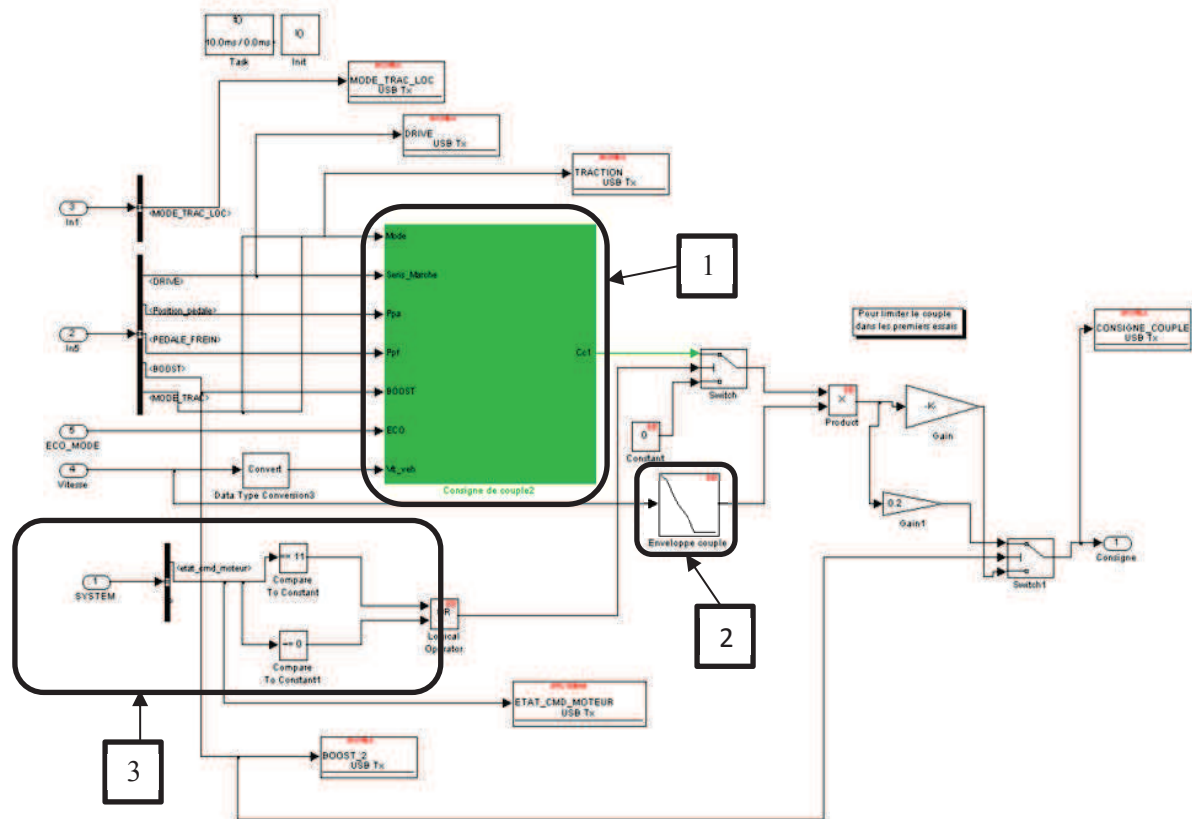 10.0ms / 0.0ms
Task
Init
MODE_TRAC_LOC
USB Tx
DRIVE
USB Tx
TRACTION
USB Tx
3
In1
<MODE_TRAC_LOC>
Mode
<DRIVE>
Sens_Marche
<Position_pedale>
Ppa
2
In5
<PEDALE_FREIN>
Ppf
<BOOST>
BOOST
<MODE_TRAC>
5
ECO_MODE
ECO
4
Vitesse
Convert
Data Type Conversion3
Vit_veh
Cc1
Consigne de couple2
1
Switch
0
Constant
Enveloppe couple
2
Pour limiter le couple
dans les premiers essais
×
Product
-K-
Gain
0.2
Gain1
CONSIGNE_COUPLE
USB Tx
Switch1
1
Consigne
1
SYSTEM
<etat_cmd_moteur>
== 11
Compare
To Constant
== 0
Compare
To Constant1
OR
Logical
Operator
ETAT_CMD_MOTEUR
USB Tx
BOOST_2
USB Tx
3